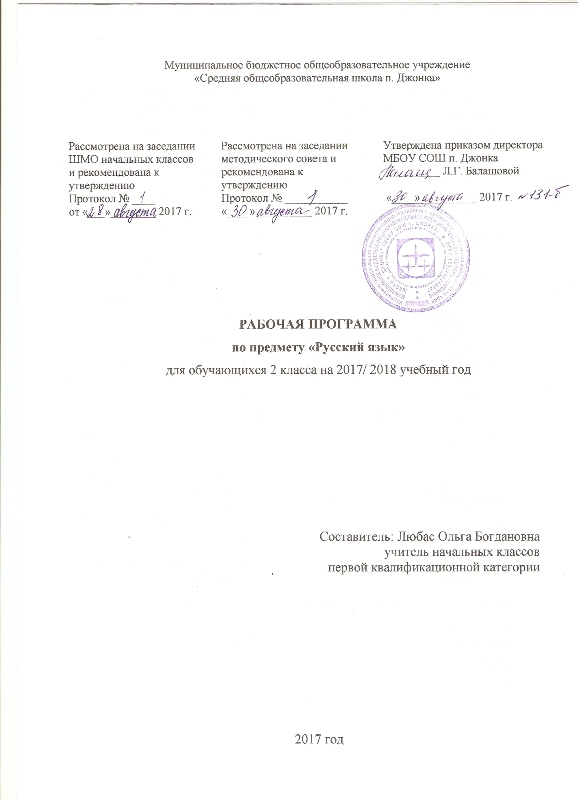 Муниципальное бюджетное общеобразовательное учреждение
«Средняя общеобразовательная школа п. Джонка»
Рассмотрена на заседании
ШМО начальных классов
и рекомендована к
утверждению
Протокол № 1
от «28» августа 2017 г.
Рассмотрена на заседании
методического совета и
рекомендована к
утверждению
Протокол № 1
« 30 » августа 2017 г.
Утверждена приказом директора
МБОУ СОШ п. Джонка
Л.Г. Балашовой
«30 » августа 2017 г. №131-б
РАБОЧАЯ ПРОГРАММА
по предмету «Русский язык»
для обучающихся 2 класса на 2017/ 2018 учебный год
Составитель: Любас Ольга Богдановна
учитель начальных классов
первой квалификационной категории
2017 год